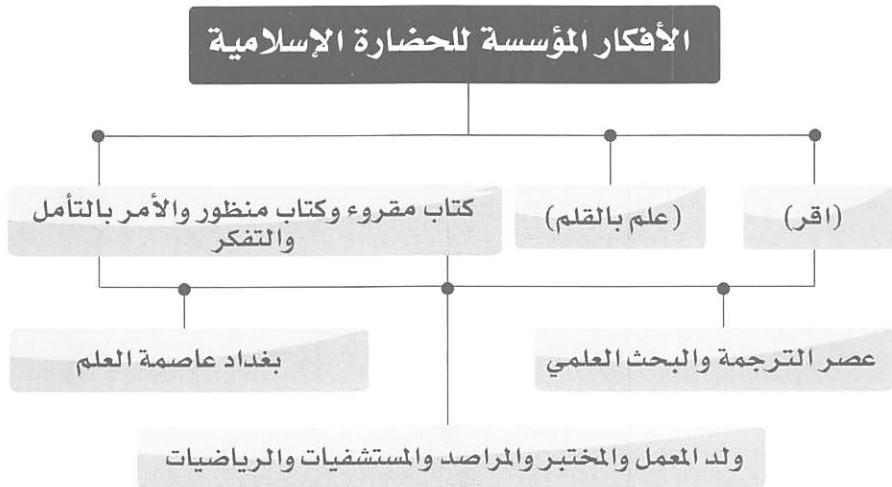 الأفكار المؤسسة للحضارة الإسلامية
(اقر)
(علم بالقلم)
كتاب مقروء وكتاب منظور والأمر بالتأمل
والتفكر
عصر الترجمة والبحث العلمي
بغداد عاصمة العلم
ولد المعمل والمختبر والمراصد والمستشفيات والرياضيات